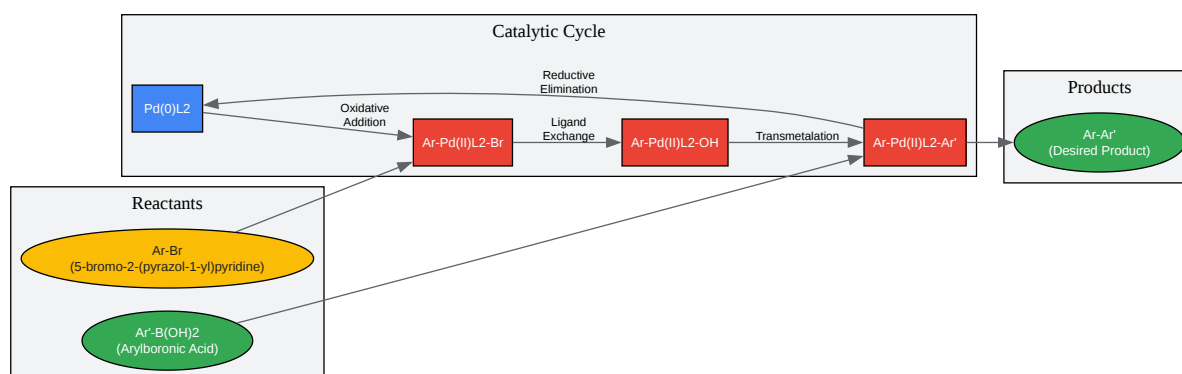 Catalytic Cycle
Reductive
Elimination
Products
Pd(0)L2
Oxidative
Addition
Ligand
Exchange
Ar-Pd(II)L2-Br
Ar-Pd(II)L2-OH
Transmetalation
Ar-Pd(II)L2-Ar'
Ar-Ar'
(Desired Product)
Reactants
Ar-Br
(5-bromo-2-(pyrazol-1-yl)pyridine)
Ar'-B(OH)2
(Arylboronic Acid)